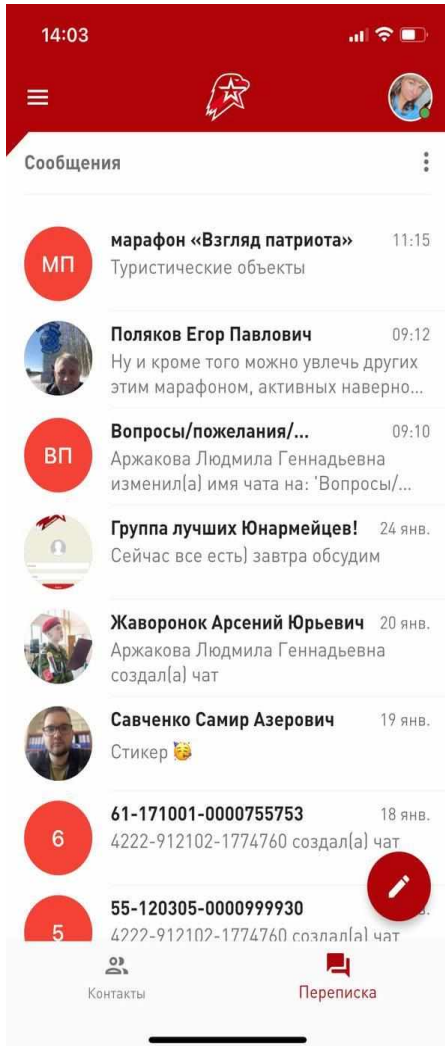 14:03
Сообщения
МП
марафон «Взгляд патриота» 11:15
Туристические объекты
Поляков Егор Павлович 09:12
Ну и кроме того можно увлечь других
этим марафоном, активных наверно...
ВП
Вопросы/пожелания/... 09:10
Аржакова Людмила Геннадьевна
изменил(а) имя чата на: 'Вопросы/...
Группа лучших Юнармейцев! 24 янв.
Сейчас все есть) завтра обсудим
Жаворонок Арсений Юрьевич 20 янв.
Аржакова Людмила Геннадьевна
создал(а) чат
Савченко Самир Азерович 19 янв.
Стикер 🥳
6
61-171001-0000755753 18 янв.
4222-912102-1774760 создал(а) чат
5
55-120305-0000999930
4222-912102-1774760 создал(а) чат
Контакты
Переписка